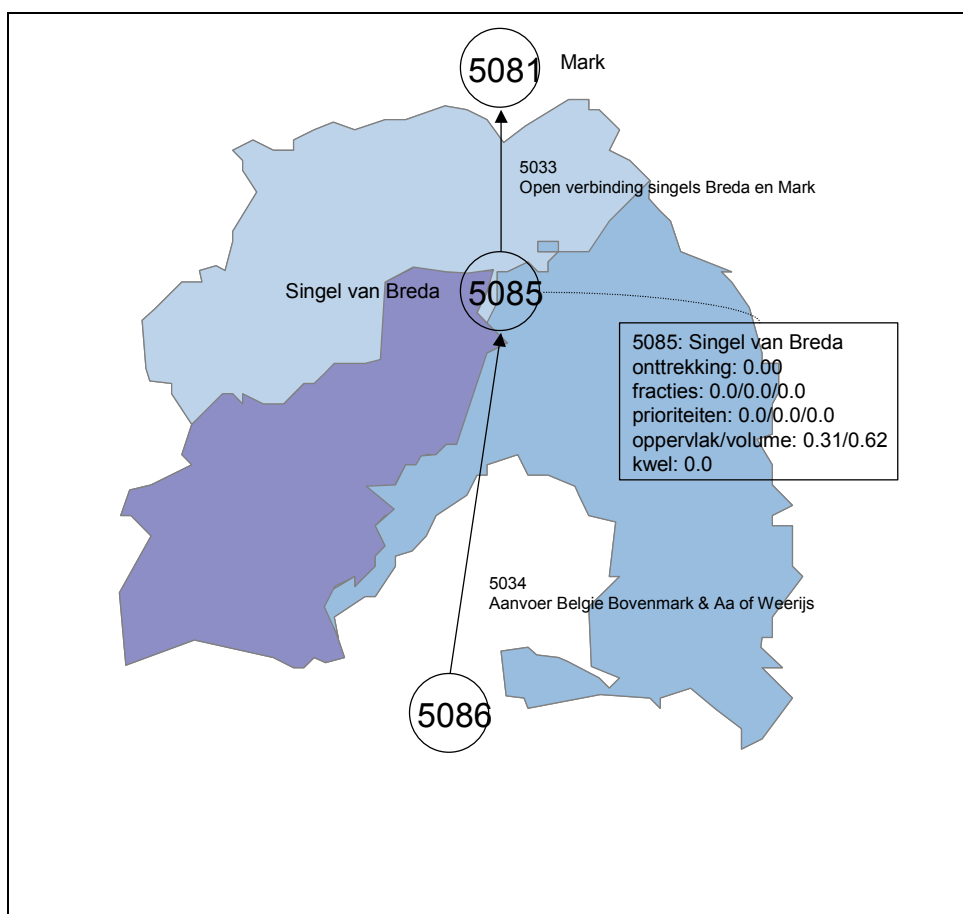 5081
Mark
5033
Open verbinding singels Breda en Mark
Singel van Breda
5085
5085: Singel van Breda
onttrekking: 0.00
fracties: 0.0/0.0/0.0
prioriteiten: 0.0/0.0/0.0
oppervlak/volume: 0.31/0.62
kwel: 0.0
5034
Aanvoer Belgie Bovenmark & Aa of Weerijs
5086